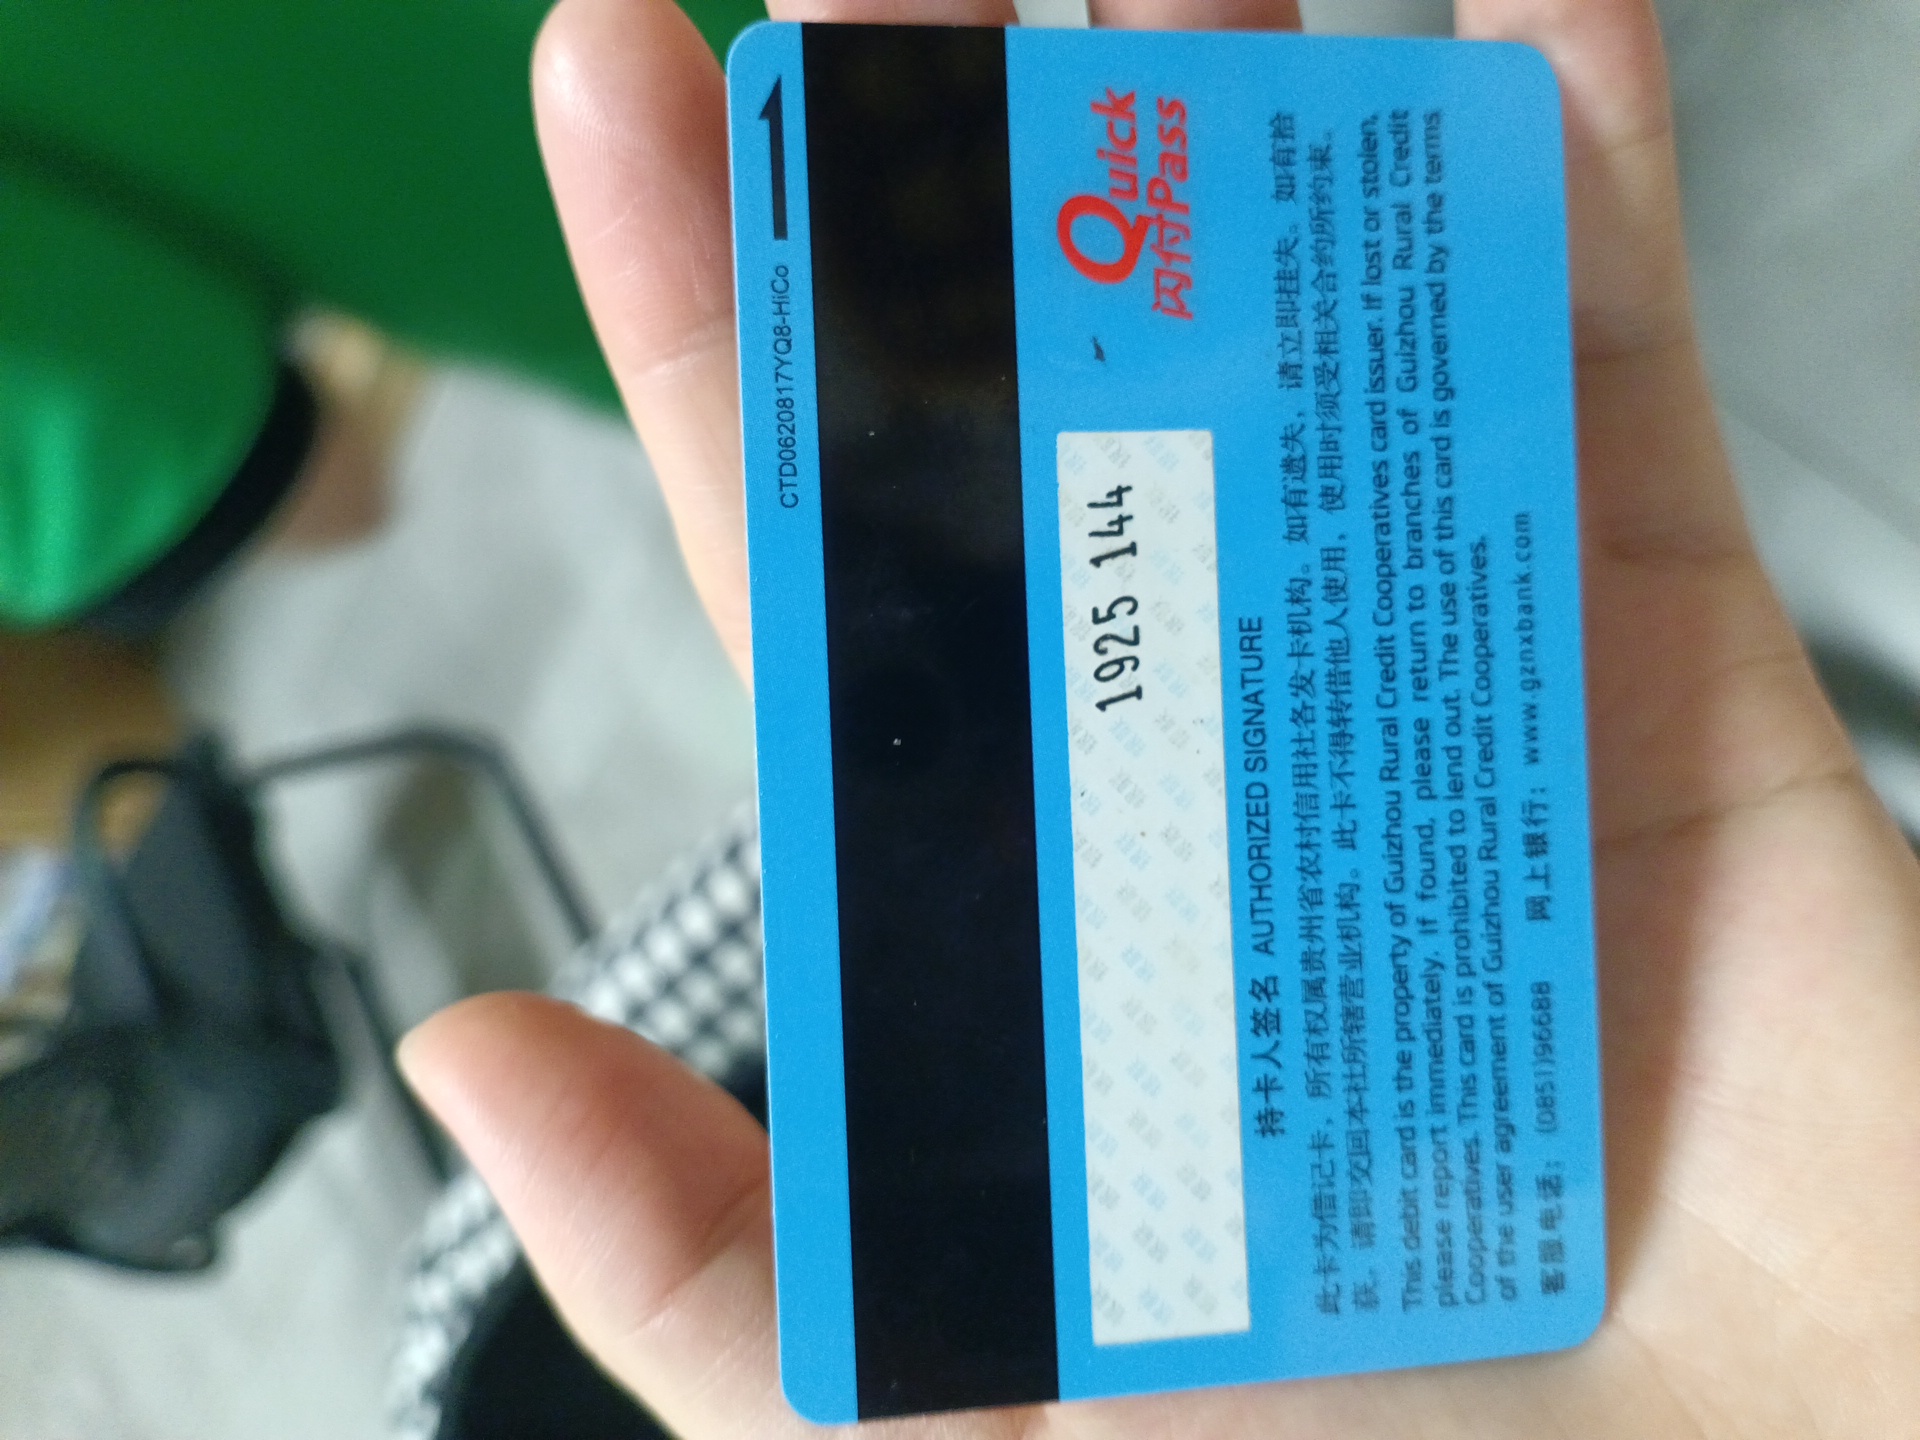 CTD0620817YQ8-HiCo
Quick
闪付Pass
1925 144
持卡人签名 AUTHORIZED SIGNATURE
此卡为借记卡，所有权属贵州省农村信用社各发卡机构。如有遗失，请立即挂失。如有拾
获，请即交回本社所辖营业机构。此卡不得转借他人使用，使用时须受相关合约所约束。
This debit card is the property of Guizhou Rural Credit Cooperatives card issuer. If lost or stolen,
please report immediately. If found, please return to branches of Guizhou Rural Credit
Cooperatives. This card is prohibited to lend out. The use of this card is governed by the terms
of the user agreement of Guizhou Rural Credit Cooperatives.
客服电话：(0851)96688 网上银行：www.gznxbank.com